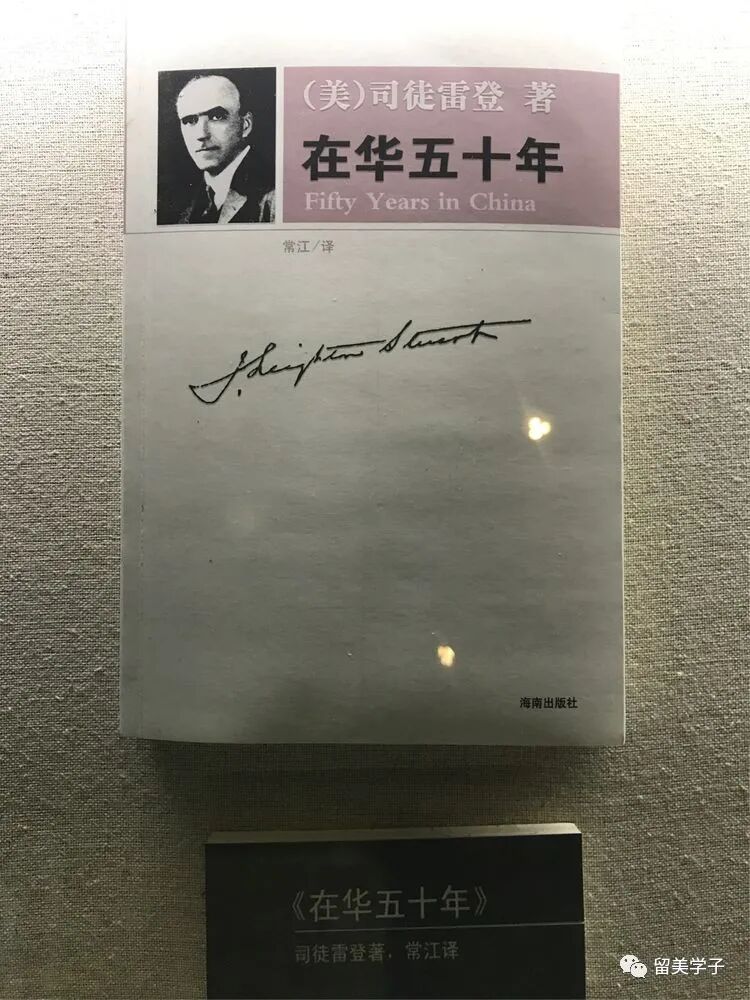 （美）司徒雷登 著
在华五十年
Fifty Years in China
常江/译
J. Leighton Stuart
海南出版社
《在华五十年》
司徒雷登著，常江译
留美学子